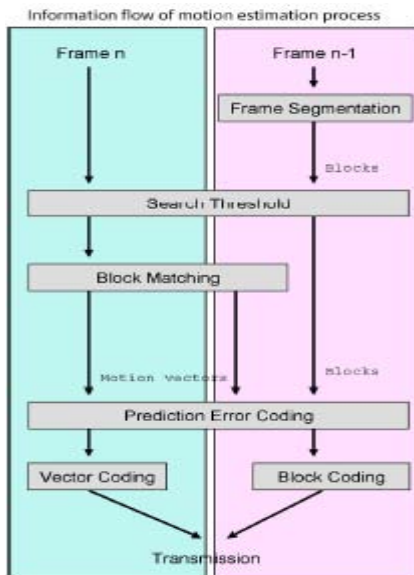 Information flow of motion estimation process
Frame n
Frame n-1
Frame Segmentation
Blocks
Search Threshold
Block Matching
Motion Vectors
Blocks
Prediction Error Coding
Vector Coding
Block Coding
Transmission